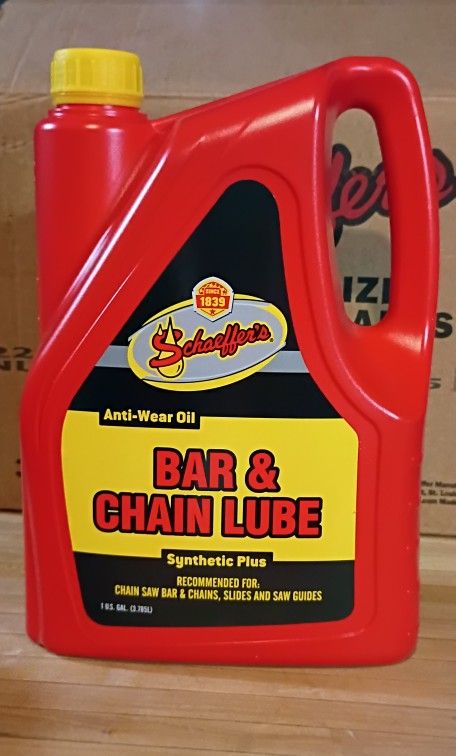 SINCE
1839
Schaeffer's
Anti-Wear Oil
BAR &
CHAIN LUBE
Synthetic Plus
RECOMMENDED FOR:
CHAIN SAW BAR & CHAINS, SLIDES AND SAW GUIDES
1 U.S. GAL. (3.785L)